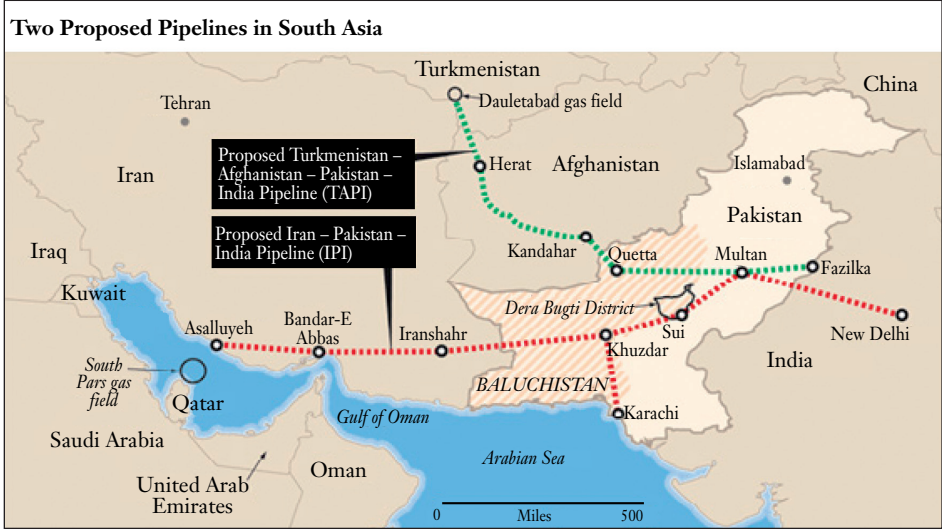 Two Proposed Pipelines in South Asia
Turkmenistan
Dauletabad gas field
China
Tehran
Proposed Turkmenistan –
Afghanistan – Pakistan –
India Pipeline (TAPI)
Herat
Afghanistan
Islamabad
Iran
Pakistan
Proposed Iran – Pakistan –
India Pipeline (IPI)
Iraq
Kandahar
Quetta
Multan
Fazilka
Kuwait
Dera Bugti District
Asalluyeh
Bandar-E
Abbas
Iranshahr
Sui
New Delhi
Khuzdar
India
South
Pars gas
field
BALUCHISTAN
Qatar
Gulf of Oman
Karachi
Saudi Arabia
Arabian Sea
Oman
United Arab
Emirates
0 Miles 500